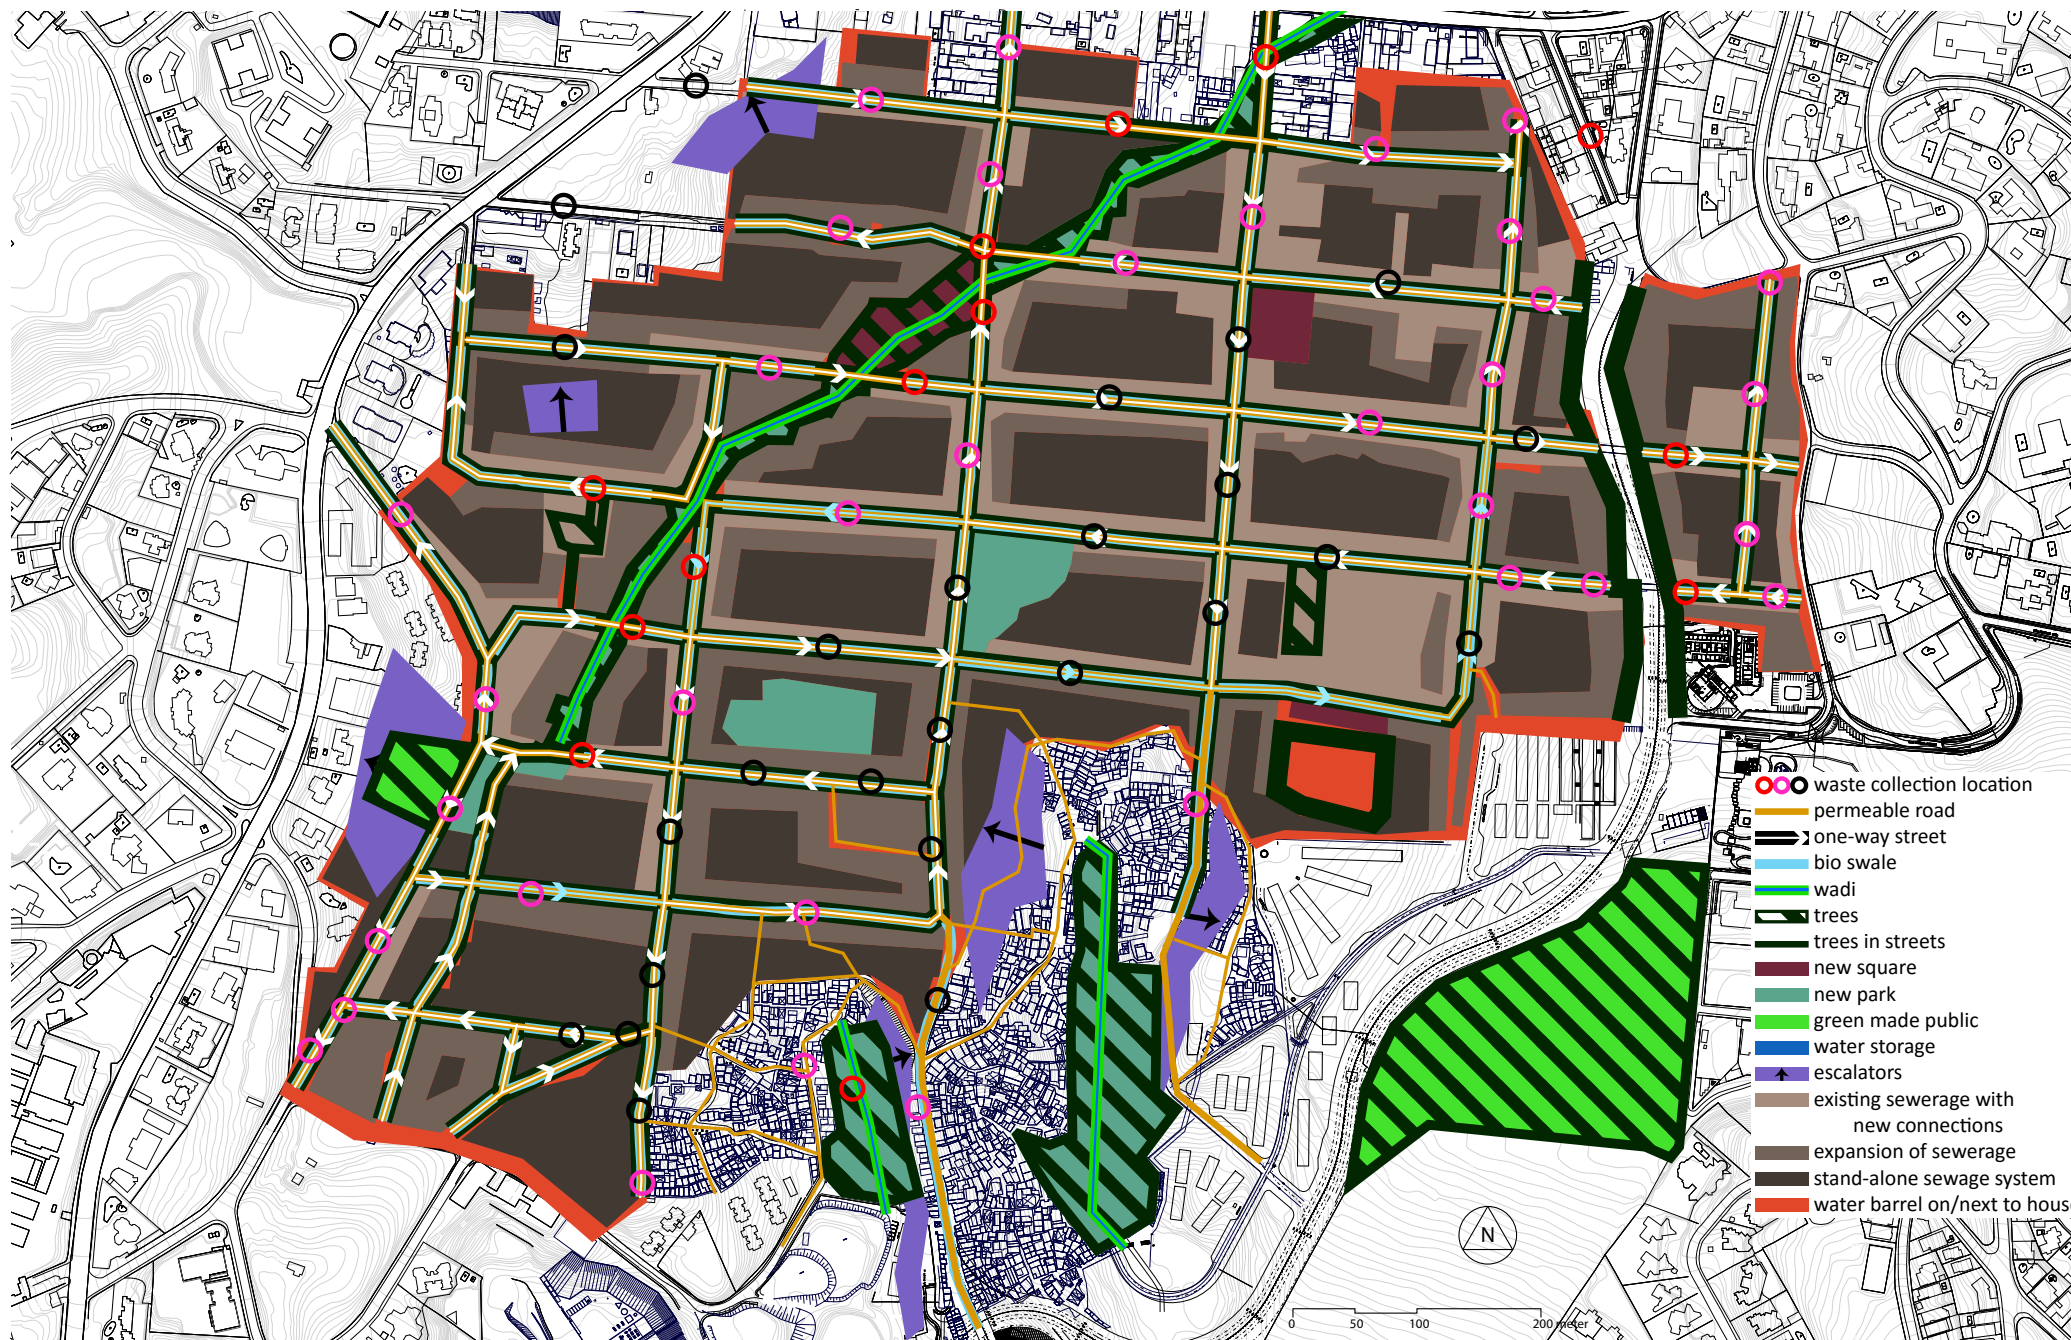 waste collection location
permeable road
one-way street
bio swale
wadi
trees
trees in streets
new square
new park
green made public
water storage
escalators
existing sewerage with
new connections
expansion of sewerage
stand-alone sewage system
water barrel on/next to hous
N
0 50 100 200 meter